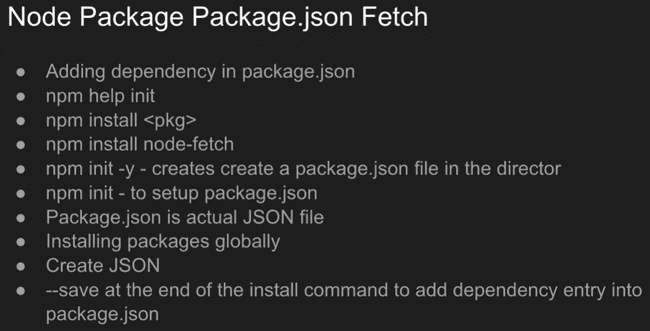 Node Package Package.json Fetch
● Adding dependency in package.json
● npm help init
● npm install <pkg>
● npm install node-fetch
● npm init -y - creates create a package.json file in the director
● npm init - to setup package.json
● Package.json is actual JSON file
● Installing packages globally
● Create JSON
● --save at the end of the install command to add dependency entry into
package.json